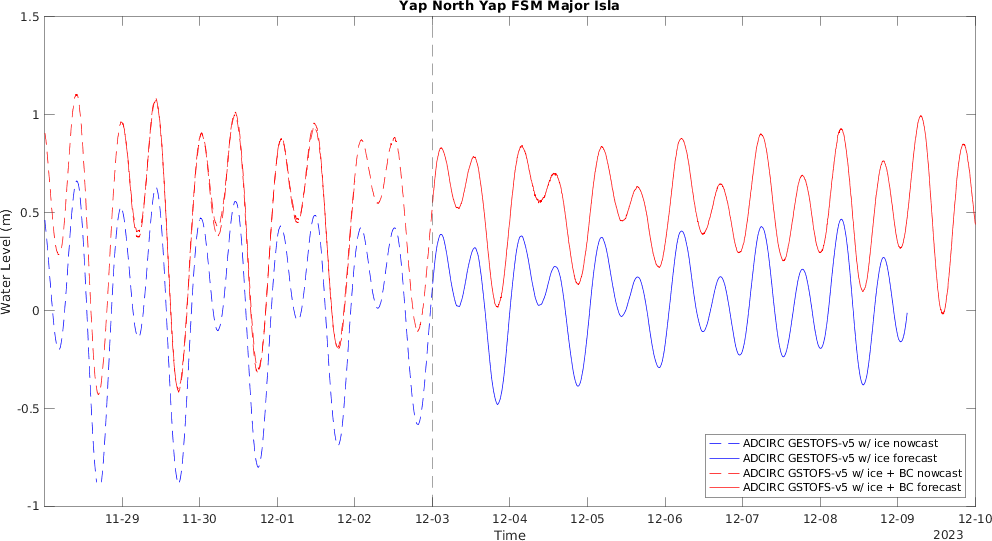 Yap North Yap FSM Major Isla
1.5
1
0.5
0
-0.5
-1
Water Level (m)
11-29 11-30 12-01 12-02 12-03 12-04 12-05 12-06 12-07 12-08 12-09 12-10
Time
2023
ADCIRC GESTOFS-v5 w/ ice nowcast
ADCIRC GESTOFS-v5 w/ ice forecast
ADCIRC GSTOFS-v5 w/ ice + BC nowcast
ADCIRC GSTOFS-v5 w/ ice + BC forecast